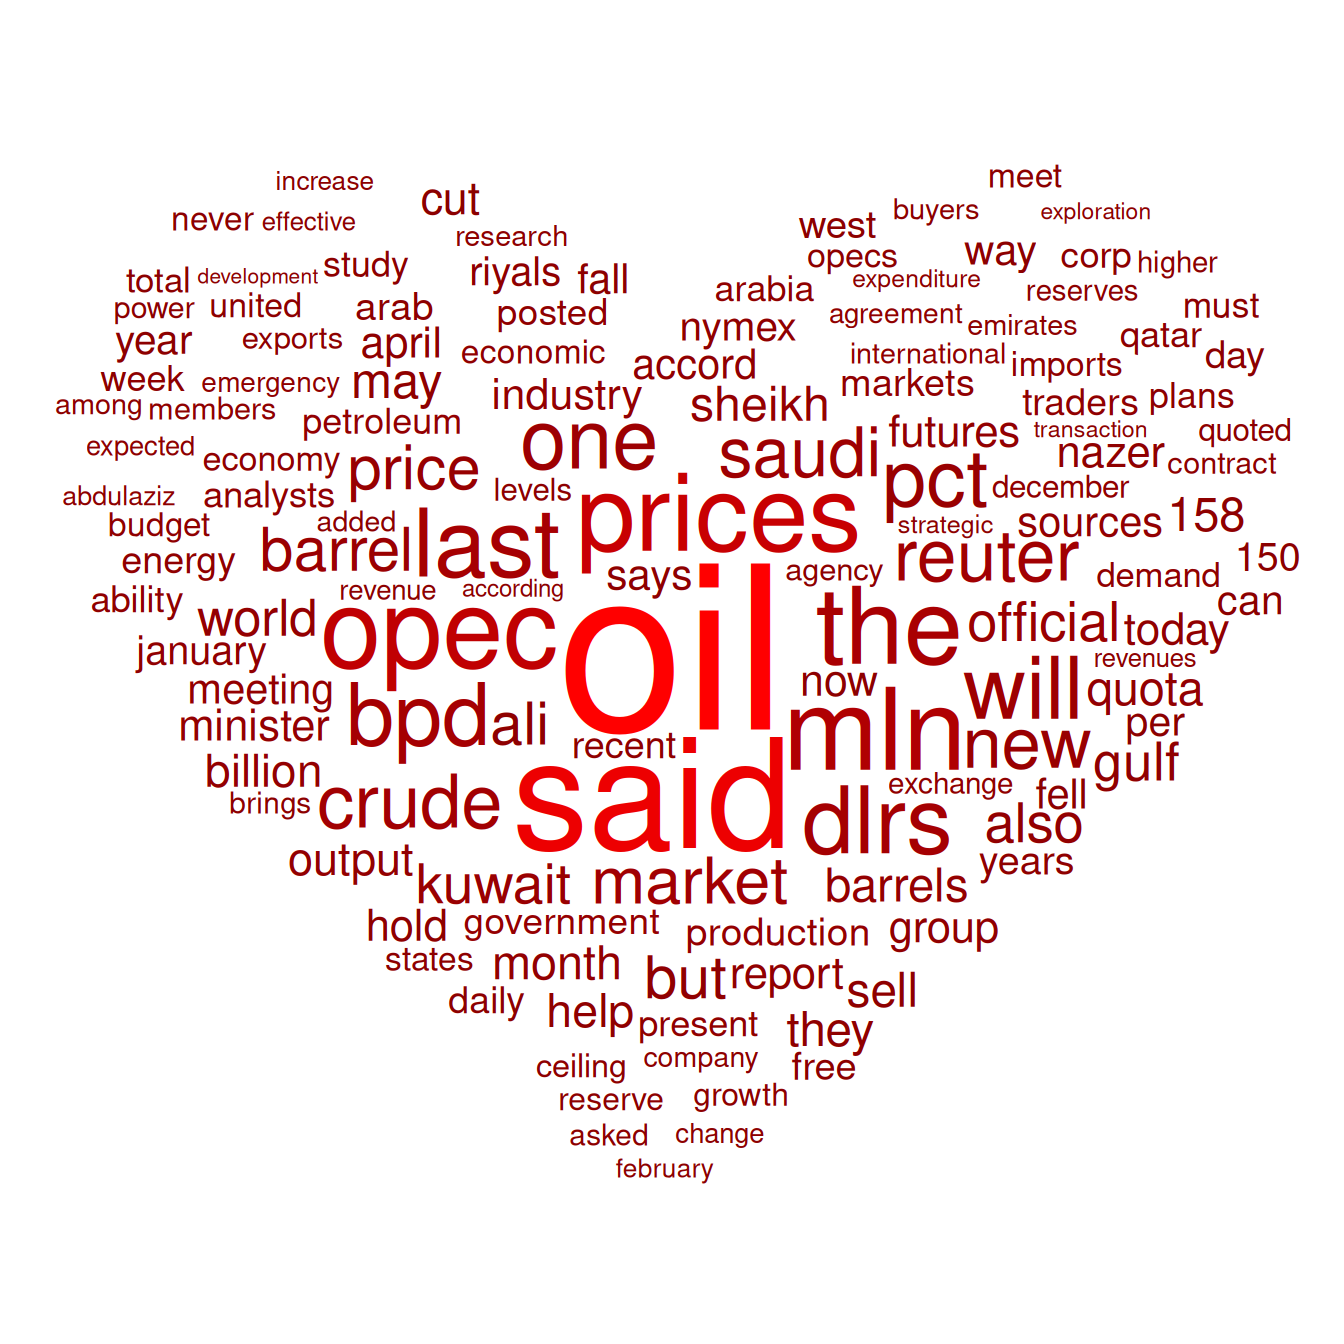 increase
meet
cut
never effective
west
buyers
exploration
research
way
corp higher
opecs
total development study
riyals fall
arabia
expenditure
reserves
power united
arab
posted
nymex
agreement emirates
must
year
exports
april
economic
accord
international imports
qatar
day
week emergency may
industry
sheikh
markets
traders plans
among members
petroleum
one
saudi
futures
transaction
quoted
expected
economy price
prices
pct
nazer contract
abdulaziz analysts
levels
december
budget
added
last
strategic sources 158
energy
barrel
says
agency
reuter
demand
150
ability
revenue
according
can
world opec
oil
the official today
january
now
revenues
meeting
will quota
minister bpd ali
recent
mln
new
per
billion
gulf
brings crude
said
exchange
fell
dlrs also
output
years
kuwait market barrels
hold government production group
states month
but report sell
daily
help present they
ceiling company free
reserve growth
asked change
february